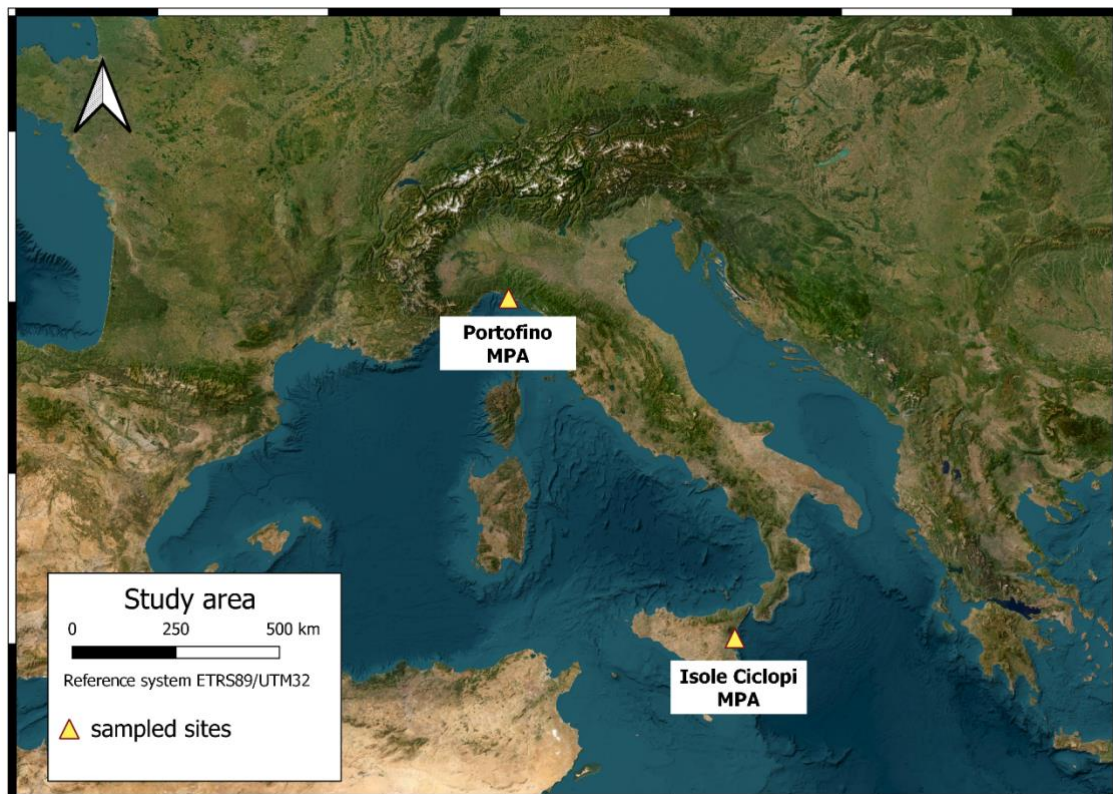 Portofino
MPA
Isole Ciclopi
MPA
Study area
0 250 500 km
Reference system ETRS89/UTM32
sampled sites